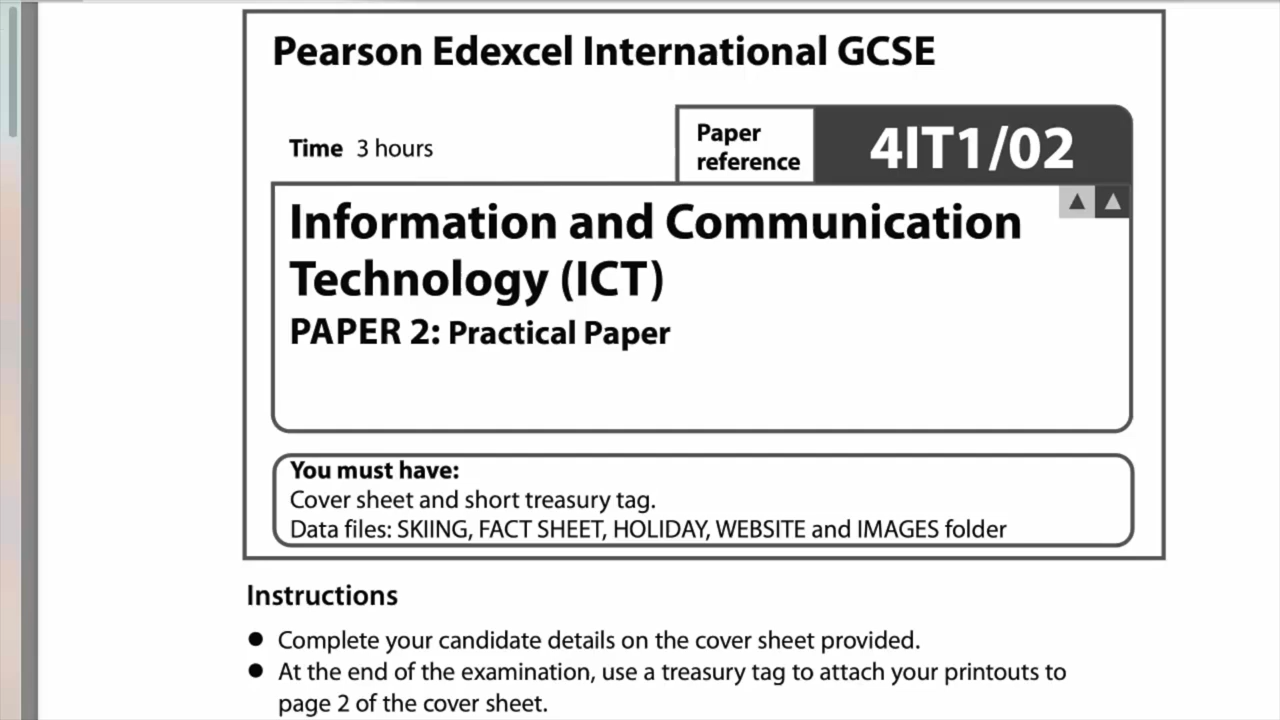 Pearson Edexcel International GCSE
Time 3 hours
Paper
reference
4IT1/02
Information and Communication
Technology (ICT)
PAPER 2: Practical Paper
You must have:
Cover sheet and short treasury tag.
Data files: SKIING, FACT SHEET, HOLIDAY, WEBSITE and IMAGES folder
Instructions
● Complete your candidate details on the cover sheet provided.
● At the end of the examination, use a treasury tag to attach your printouts to
page 2 of the cover sheet.